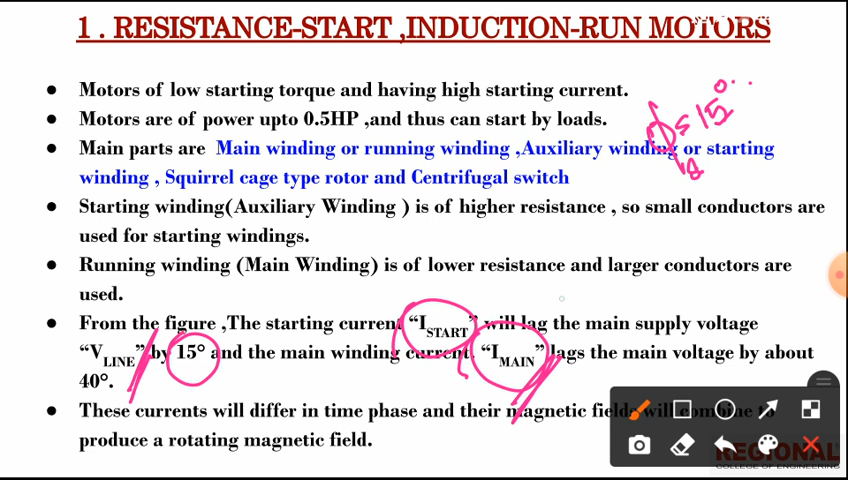 1 . RESISTANCE-START ,INDUCTION-RUN MOTORS
● Motors of low starting torque and having high starting current.
● Motors are of power upto 0.5HP ,and thus can start by loads.
● Main parts are Main winding or running winding ,Auxiliary winding or starting
winding , Squirrel cage type rotor and Centrifugal switch
● Starting winding(Auxiliary Winding ) is of higher resistance , so small conductors are
used for starting windings.
● Running winding (Main Winding) is of lower resistance and larger conductors are
used.
● From the figure ,The starting current “I START” will lag the main supply voltage
“V LINE” by 15° and the main winding current “I MAIN” lags the main voltage by about
40°.
● These currents will differ in time phase and their magnetic fields will combine to
produce a rotating magnetic field.
15°
REGIONAL
COLLEGE OF ENGINEERING